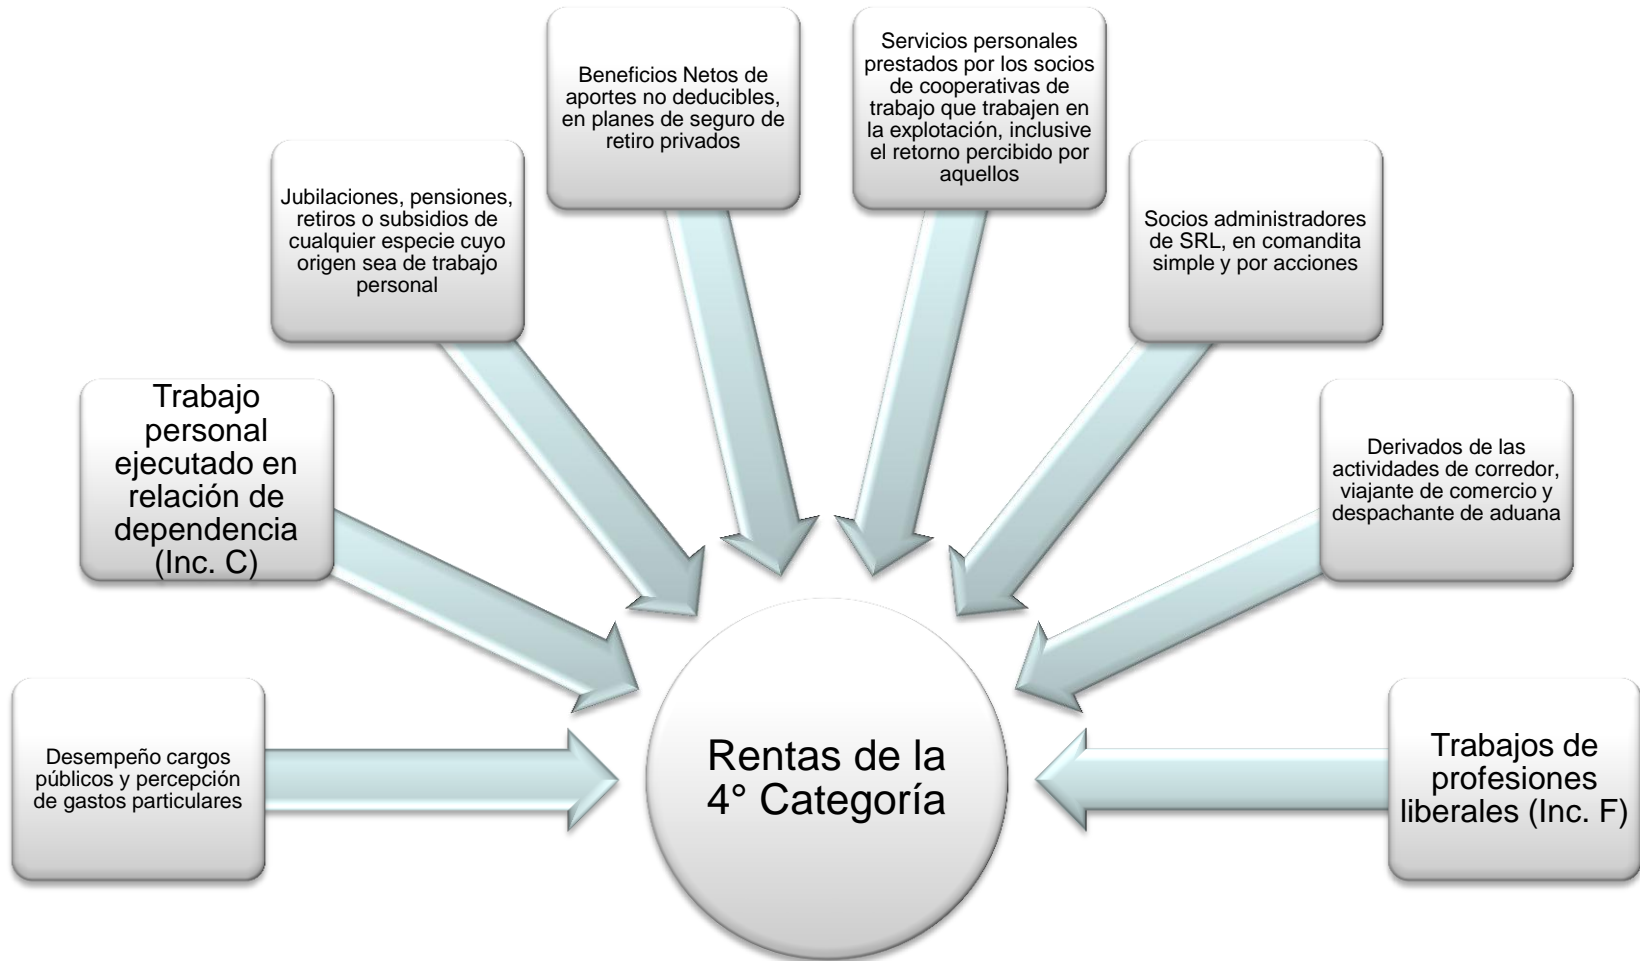 Desempeño cargos
públicos y percepción
de gastos particulares
Trabajo
personal
ejecutado en
relación de
dependencia
(Inc. C)
Jubilaciones, pensiones,
retiros o subsidios de
cualquier especie cuyo
origen sea de trabajo
personal
Beneficios Netos de
aportes no deducibles,
en planes de seguro de
retiro privados
Servicios personales
prestados por los socios
de cooperativas de
trabajo que trabajen en
la explotación, inclusive
el retorno percibido por
aquellos
Socios administradores
de SRL, en comandita
simple y por acciones
Derivados de las
actividades de corredor,
viajante de comercio y
despachante de aduana
Trabajos de
profesiones
liberales (Inc. F)
Rentas de la
4° Categoría